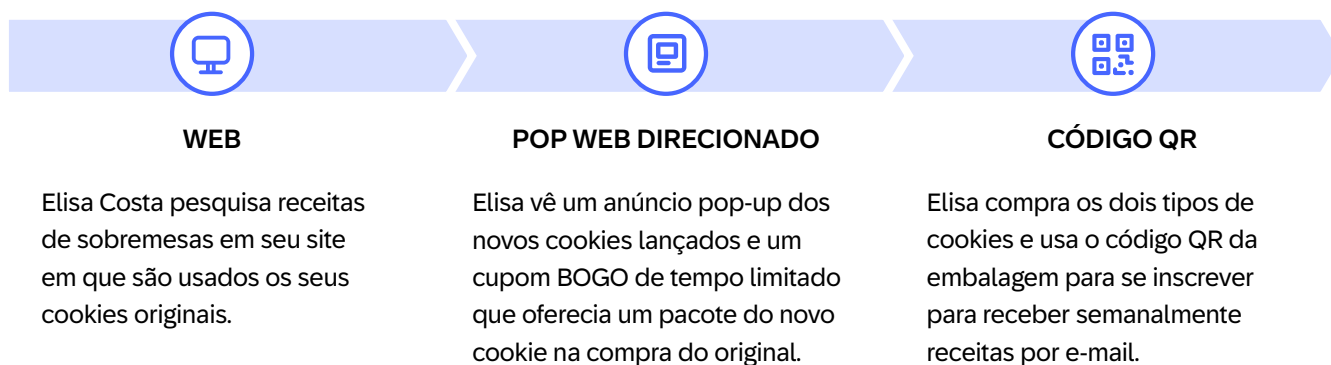 WEB
Elisa Costa pesquisa receitas
de sobremesas em seu site
em que são usados os seus
cookies originais.
POP WEB DIRECIONADO
Elisa vê um anúncio pop-up dos
novos cookies lançados e um
cupom BOGO de tempo limitado
que oferecia um pacote do novo
cookie na compra do original.
CÓDIGO QR
Elisa compra os dois tipos de
cookies e usa o código QR da
embalagem para se inscrever
para receber semanalmente
receitas por e-mail.